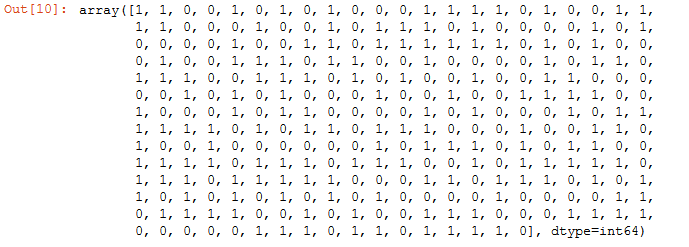 Out[10]: array([1, 1, 0, 0, 1, 0, 1, 0, 1, 0, 0, 0, 1, 1, 1, 1, 0, 1, 0, 0, 1, 1,
1, 1, 0, 0, 0, 1, 0, 0, 1, 0, 1, 1, 1, 0, 1, 0, 0, 0, 1, 0, 1,
0, 0, 0, 0, 1, 0, 0, 1, 1, 0, 1, 1, 1, 1, 1, 1, 0, 1, 0, 0,
0, 1, 0, 0, 1, 1, 0, 1, 1, 0, 0, 1, 0, 1, 0, 1, 0, 0, 1, 1,
1, 1, 1, 0, 0, 1, 1, 1, 0, 1, 0, 0, 1, 0, 0, 1, 1, 0, 0, 0,
0, 0, 1, 0, 1, 0, 1, 0, 0, 0, 1, 0, 0, 1, 0, 0, 1, 1, 1, 1, 0, 0,
1, 0, 0, 0, 1, 0, 1, 1, 0, 0, 0, 0, 1, 0, 1, 0, 0, 0, 1, 0, 1, 1,
1, 1, 1, 1, 0, 1, 0, 1, 1, 0, 1, 1, 1, 0, 0, 0, 1, 0, 0, 1, 1, 0,
1, 0, 0, 1, 0, 0, 0, 0, 0, 0, 1, 0, 1, 1, 1, 0, 1, 0, 1, 1, 0, 0,
1, 1, 1, 1, 0, 1, 1, 1, 0, 1, 1, 1, 0, 0, 1, 0, 1, 1, 1, 1, 1, 0,
1, 1, 1, 0, 1, 1, 1, 1, 1, 0, 0, 0, 1, 1, 0, 1, 1, 1, 0, 1, 0, 1,
1, 0, 1, 0, 1, 1, 0, 0, 1, 0, 1, 0, 1, 0, 0, 0, 1, 0, 0, 0, 1, 1,
0, 1, 1, 1, 1, 0, 0, 1, 0, 1, 0, 0, 1, 0, 1, 0, 0, 0, 1, 1, 1, 1,
0, 0, 0, 0, 0, 1, 1, 1, 0, 1, 1, 0, 1, 1, 1, 1, 0], dtype=int64)